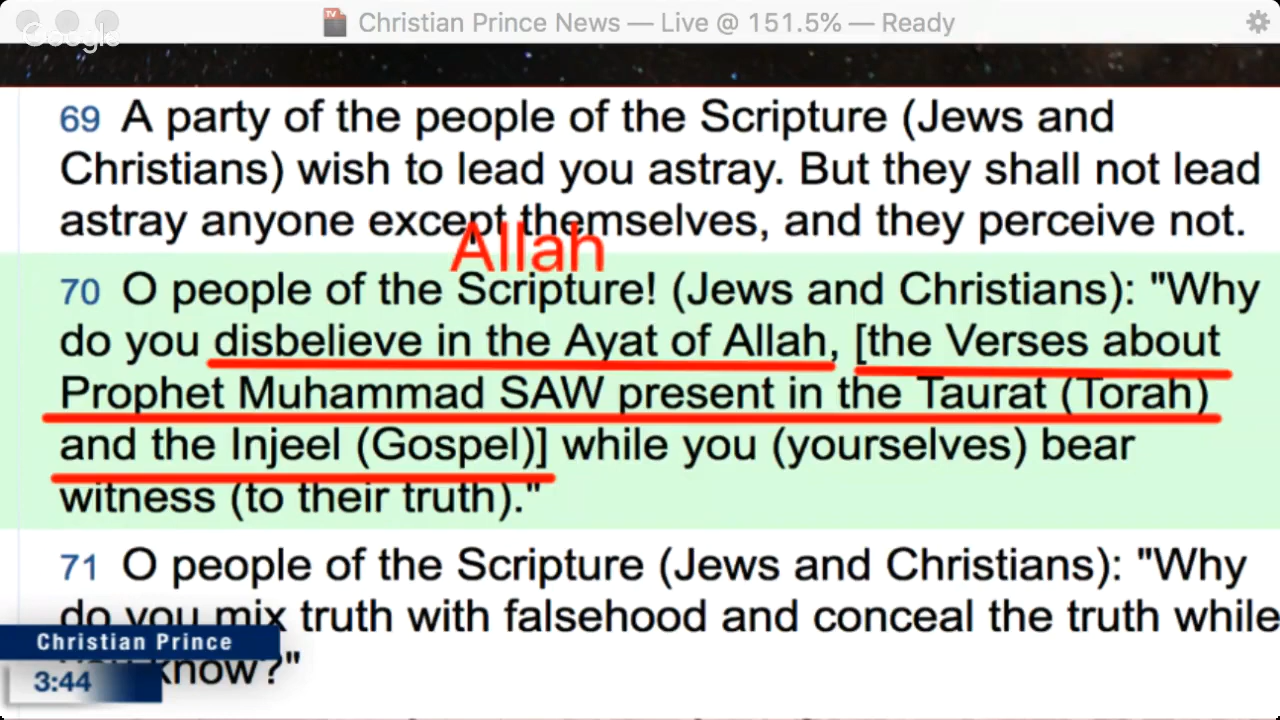 Christian Prince News — Live @ 151.5% — Ready
Google
69 A party of the people of the Scripture (Jews and
Christians) wish to lead you astray. But they shall not lead
astray anyone except themselves, and they perceive not.
Allah
70 O people of the Scripture! (Jews and Christians): "Why
do you disbelieve in the Ayat of Allah, [the Verses about
Prophet Muhammad SAW present in the Taurat (Torah)
and the Injeel (Gospel)] while you (yourselves) bear
witness (to their truth)."
71 O people of the Scripture (Jews and Christians): "Why
do you mix truth with falsehood and conceal the truth while
you know?"
Christian Prince
3:44